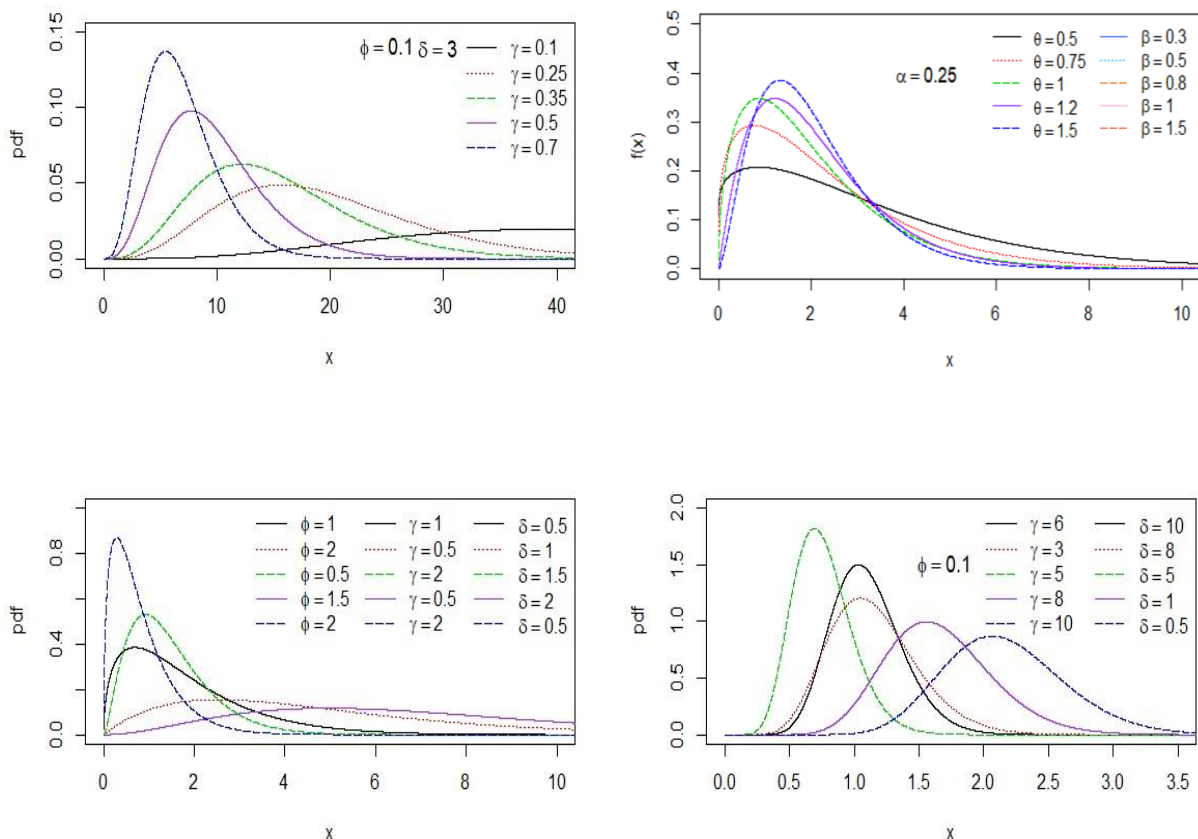 ϕ = 0.1 δ = 3
γ = 0.1
γ = 0.25
γ = 0.35
γ = 0.5
γ = 0.7
pdf
0.00 0.05 0.10 0.15
0 10 20 30 40
x
α = 0.25
θ = 0.5 β = 0.3
θ = 0.75 β = 0.5
θ = 1 β = 0.8
θ = 1.2 β = 1
θ = 1.5 β = 1.5
f(x)
0.0 0.1 0.2 0.3 0.4 0.5
0 2 4 6 8 10
x
ϕ = 1 γ = 1 δ = 0.5
ϕ = 2 γ = 0.5 δ = 1
ϕ = 0.5 γ = 2 δ = 1.5
ϕ = 1.5 γ = 0.5 δ = 2
ϕ = 2 γ = 2 δ = 0.5
pdf
0.0 0.4 0.8
0 2 4 6 8 10
x
ϕ = 0.1
γ = 6 δ = 10
γ = 3 δ = 8
γ = 5 δ = 5
γ = 8 δ = 1
γ = 10 δ = 0.5
pdf
0.0 0.5 1.0 1.5 2.0
0.0 0.5 1.0 1.5 2.0 2.5 3.0 3.5
x